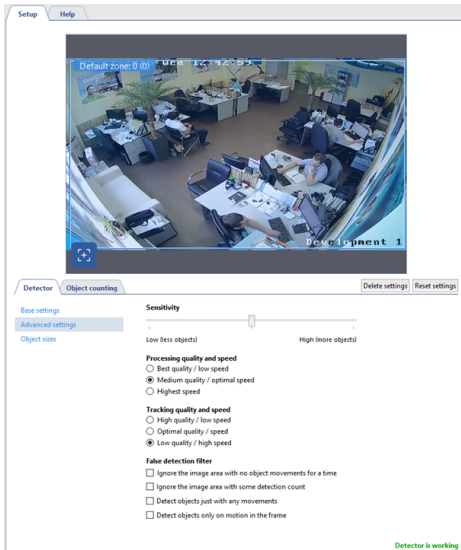 Setup Help
Default zone: 0 (0) Wed 12:42:55
Development 1
Detector Object counting Delete settings Reset settings
Base settings
Advanced settings
Object sizes
Sensitivity
Low (less objects) High (more objects)
Processing quality and speed
Best quality / low speed
Medium quality / optimal speed
Highest speed
Tracking quality and speed
High quality / low speed
Optimal quality / speed
Low quality / high speed
False detection filter
Ignore the image area with no object movements for a time
Ignore the image area with some detection count
Detect objects just with any movements
Detect objects only on motion in the frame
Detector is working